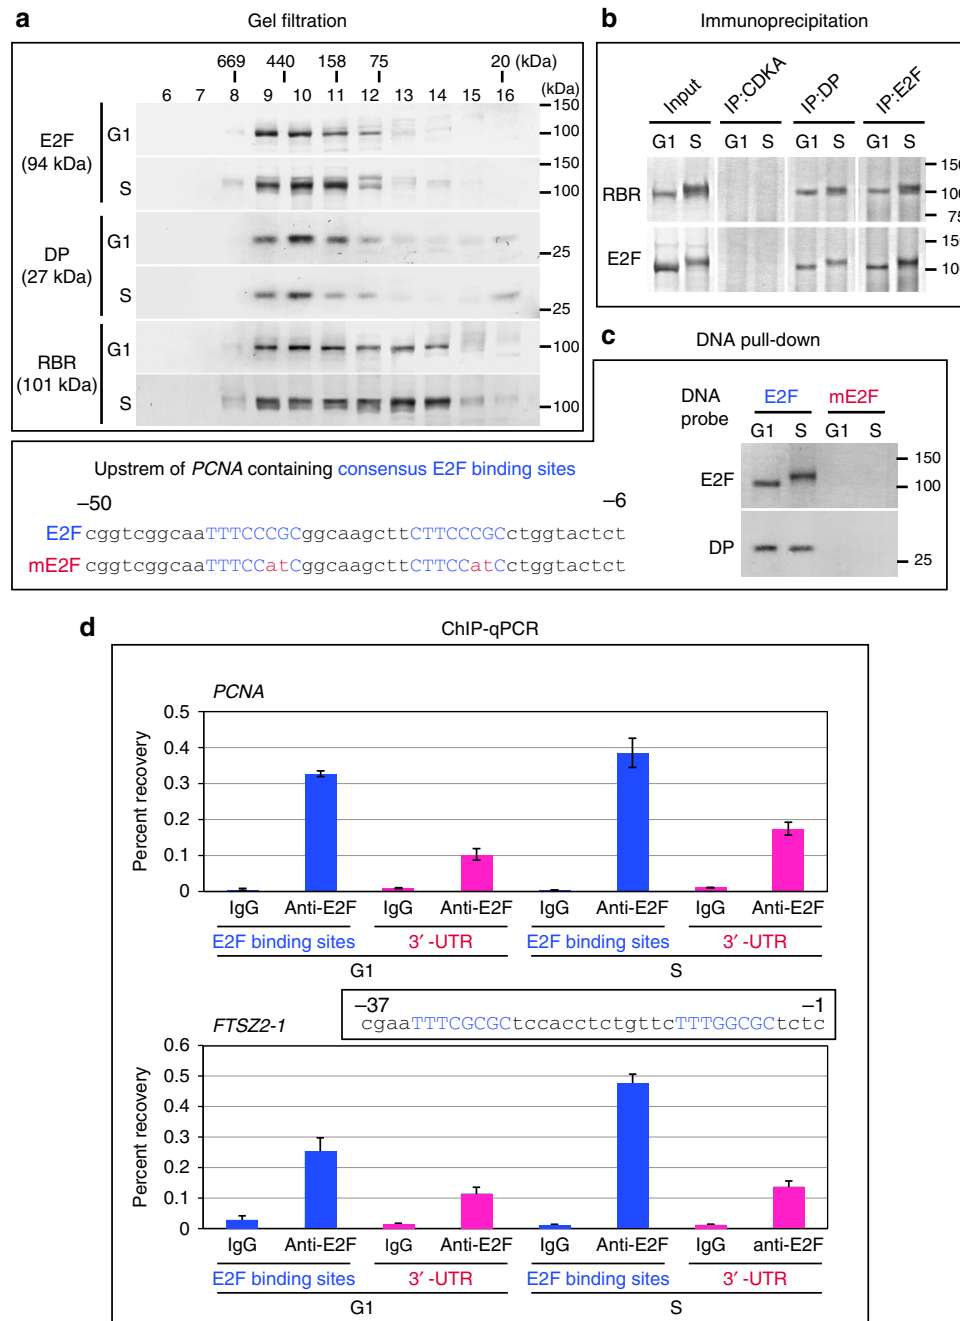 a Gel filtration
669 440 158 75 20 (kDa)
6 7 8 9 10 11 12 13 14 15 16 (kDa)
E2F
(94 kDa)
G1
150
100
S
150
100
DP
(27 kDa)
G1
25
S
25
RBR
(101 kDa)
G1
100
S
100
b Immunoprecipitation
Input IP:CDKA IP:DP IP:E2F
G1 S G1 S G1 S G1 S
RBR
150
100
75
E2F
150
100
c DNA pull-down
DNA
probe
E2F mE2F
G1 S G1 S
E2F
150
100
DP
25
Upstrem of PCNA containing consensus E2F binding sites
–50 –6
E2F cggtcggcaaTTTCCCGCggcaagcttCTTCCCGCctggtactct
mE2F cggtcggcaaTTTCCatCggcaagcttCTTCCatCctggtactct
d ChIP-qPCR
PCNA
Percent recovery
0.5
0.4
0.3
0.2
0.1
0
IgG Anti-E2F IgG Anti-E2F IgG Anti-E2F IgG Anti-E2F
E2F binding sites 3′ -UTR E2F binding sites 3′ -UTR
G1 S
–37 –1
cgaaTTTCGCGCtccacctctgttcTTTGGCGCtctc
FTSZ2-1
Percent recovery
0.6
0.5
0.4
0.3
0.2
0.1
0
IgG Anti-E2F IgG Anti-E2F IgG Anti-E2F IgG anti-E2F
E2F binding sites 3′ -UTR E2F binding sites 3′ -UTR
G1 S